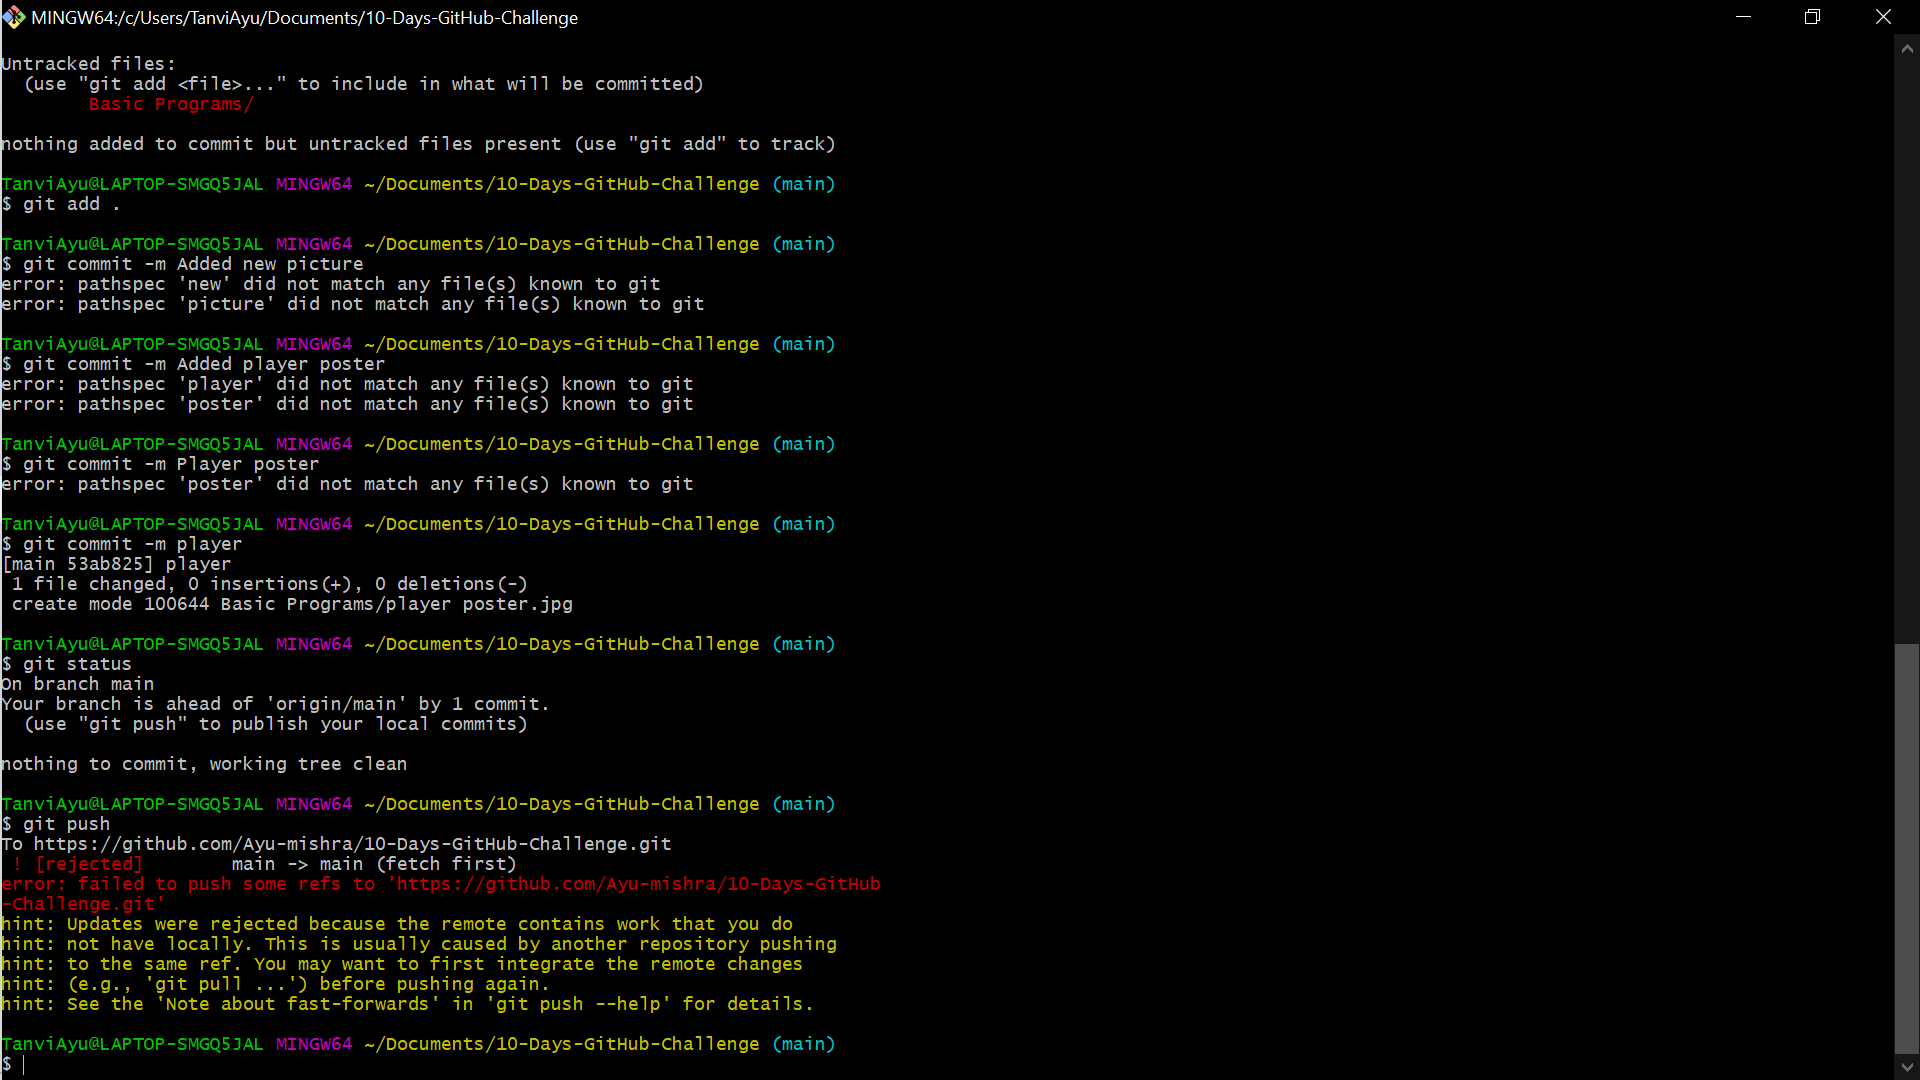 MINGW64:/c/Users/TanviAyu/Documents/10-Days-GitHub-Challenge
Untracked files:
  (use "git add <file>..." to include in what will be committed)
        Basic Programs/
nothing added to commit but untracked files present (use "git add" to track)
TanviAyu@LAPTOP-SMGQ5JAL MINGW64 ~/Documents/10-Days-GitHub-Challenge (main)
$ git add .
TanviAyu@LAPTOP-SMGQ5JAL MINGW64 ~/Documents/10-Days-GitHub-Challenge (main)
$ git commit -m Added new picture
error: pathspec 'new' did not match any file(s) known to git
error: pathspec 'picture' did not match any file(s) known to git
TanviAyu@LAPTOP-SMGQ5JAL MINGW64 ~/Documents/10-Days-GitHub-Challenge (main)
$ git commit -m Added player poster
error: pathspec 'player' did not match any file(s) known to git
error: pathspec 'poster' did not match any file(s) known to git
TanviAyu@LAPTOP-SMGQ5JAL MINGW64 ~/Documents/10-Days-GitHub-Challenge (main)
$ git commit -m Player poster
error: pathspec 'poster' did not match any file(s) known to git
TanviAyu@LAPTOP-SMGQ5JAL MINGW64 ~/Documents/10-Days-GitHub-Challenge (main)
$ git commit -m player
[main 53ab825] player
 1 file changed, 0 insertions(+), 0 deletions(-)
 create mode 100644 Basic Programs/player poster.jpg
TanviAyu@LAPTOP-SMGQ5JAL MINGW64 ~/Documents/10-Days-GitHub-Challenge (main)
$ git status
On branch main
Your branch is ahead of 'origin/main' by 1 commit.
  (use "git push" to publish your local commits)
nothing to commit, working tree clean
TanviAyu@LAPTOP-SMGQ5JAL MINGW64 ~/Documents/10-Days-GitHub-Challenge (main)
$ git push
To https://github.com/Ayu-mishra/10-Days-GitHub-Challenge.git
 ! [rejected]        main -> main (fetch first)
error: failed to push some refs to 'https://github.com/Ayu-mishra/10-Days-GitHub
-Challenge.git'
hint: Updates were rejected because the remote contains work that you do
hint: not have locally. This is usually caused by another repository pushing
hint: to the same ref. You may want to first integrate the remote changes
hint: (e.g., 'git pull ...') before pushing again.
hint: See the 'Note about fast-forwards' in 'git push --help' for details.
TanviAyu@LAPTOP-SMGQ5JAL MINGW64 ~/Documents/10-Days-GitHub-Challenge (main)
$